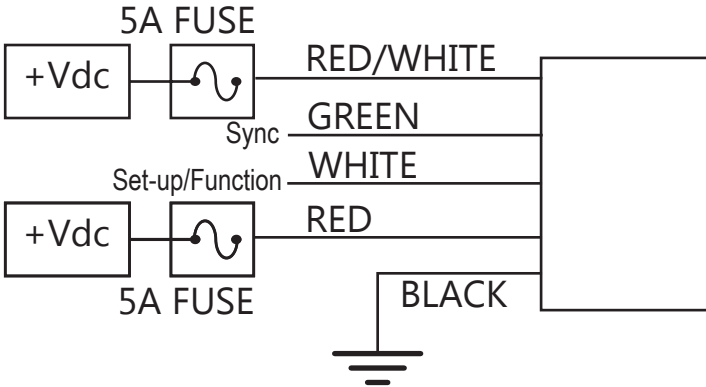 5A FUSE
+Vdc
RED/WHITE
Sync
GREEN
Set-up/Function
WHITE
+Vdc
RED
5A FUSE
BLACK